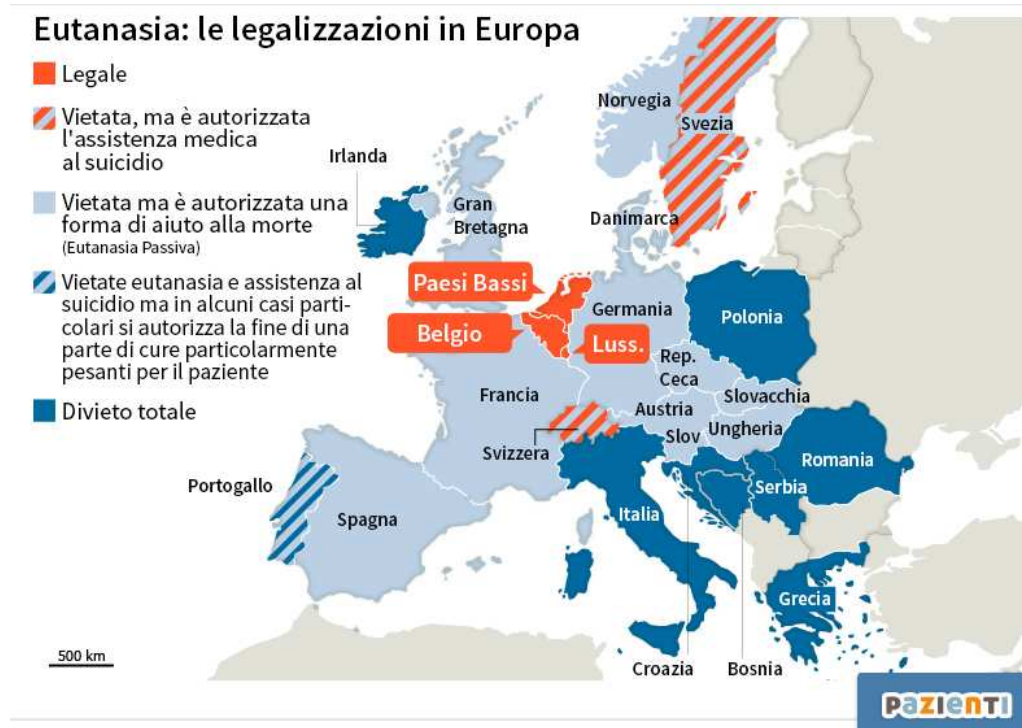 Eutanasia: le legalizzazioni in Europa
Legale
Vietata, ma è autorizzata
l'assistenza medica
al suicidio
Vietata ma è autorizzata una
forma di aiuto alla morte
(Eutanasia Passiva)
Vietate eutanasia e assistenza al
suicidio ma in alcuni casi parti-
colari si autorizza la fine di una
parte di cure particolarmente
pesanti per il paziente
Divieto totale
Norvegia
Svezia
Irlanda
Gran
Bretagna
Danimarca
Paesi Bassi
Belgio
Luss.
Germania
Polonia
Rep.
Ceca
Slovacchia
Francia
Austria
Ungheria
Slov
Svizzera
Romania
Serbia
Portogallo
Spagna
Italia
Grecia
Croazia
Bosnia
500 km
PAZIENTI